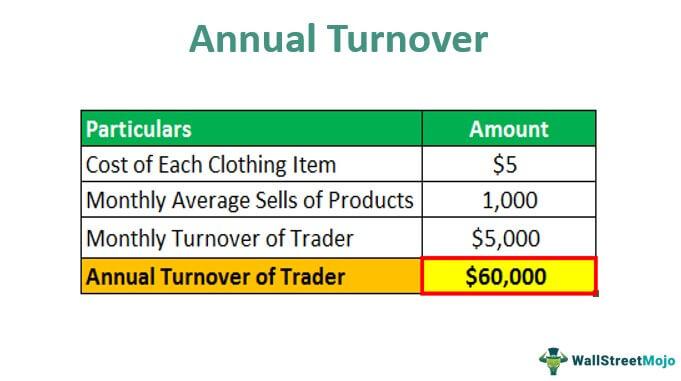 Annual Turnover
Particulars Amount
Cost of Each Clothing Item $5
Monthly Average Sells of Products 1,000
Monthly Turnover of Trader $5,000
Annual Turnover of Trader $60,000
WallStreetMojo